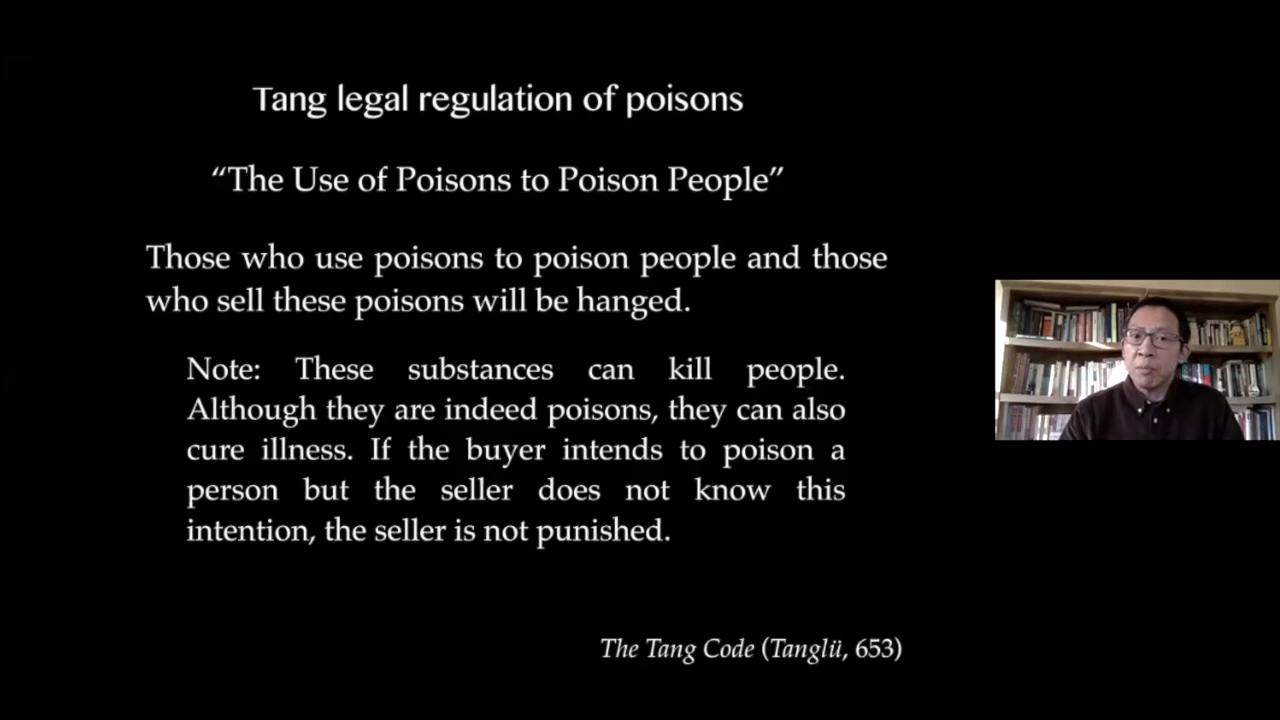 Tang legal regulation of poisons
“The Use of Poisons to Poison People”
Those who use poisons to poison people and those
who sell these poisons will be hanged.
Note: These substances can kill people.
Although they are indeed poisons, they can also
cure illness. If the buyer intends to poison a
person but the seller does not know this
intention, the seller is not punished.
The Tang Code (Tanglü, 653)